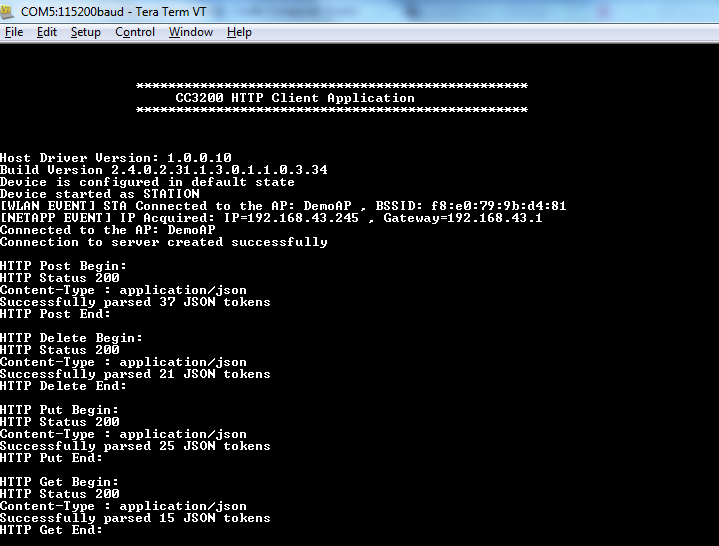 COM5:115200baud - Tera Term VT
File Edit Setup Control Window Help
*************************************************
CC3200 HTTP Client Application
*************************************************
Host Driver Version: 1.0.0.10
Build Version 2.4.0.2.31.1.3.0.1.1.0.3.34
Device is configured in default state
Device started as STATION
[WLAN EVENT] STA Connected to the AP: DemoAP , BSSID: f8:e0:79:9b:d4:81
[NETAPP EVENT] IP Acquired: IP=192.168.43.245 , Gateway=192.168.43.1
Connected to the AP: DemoAP
Connection to server created successfully
HTTP Post Begin:
HTTP Status 200
Content-Type : application/json
Successfully parsed 37 JSON tokens
HTTP Post End:
HTTP Delete Begin:
HTTP Status 200
Content-Type : application/json
Successfully parsed 21 JSON tokens
HTTP Delete End:
HTTP Put Begin:
HTTP Status 200
Content-Type : application/json
Successfully parsed 25 JSON tokens
HTTP Put End:
HTTP Get Begin:
HTTP Status 200
Content-Type : application/json
Successfully parsed 15 JSON tokens
HTTP Get End: